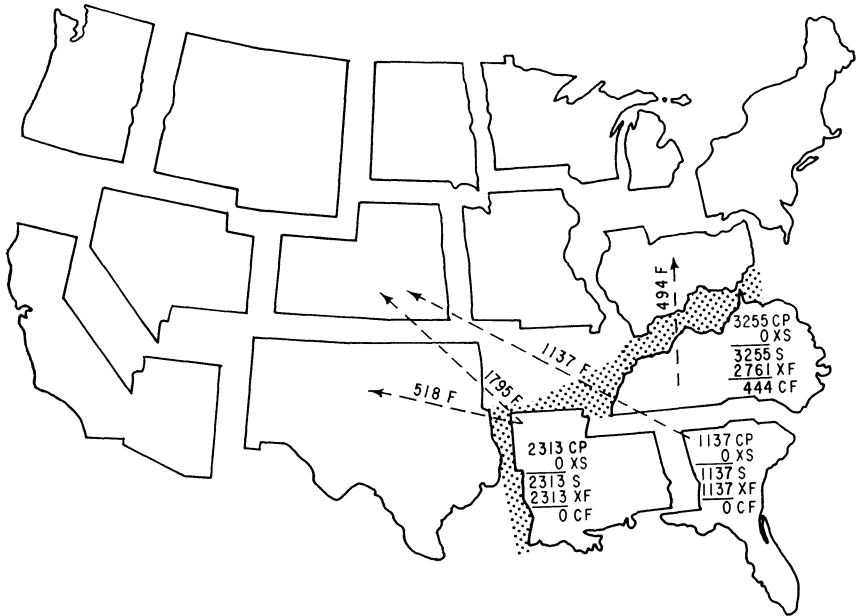 494 F
3255 CP
0 XS
3255 S
2761 XF
444 CF
1137 F
1795 F
518 F
2313 CP
0 XS
2313 S
2313 XF
0 CF
1137 CP
0 XS
1137 S
1137 XF
0 CF